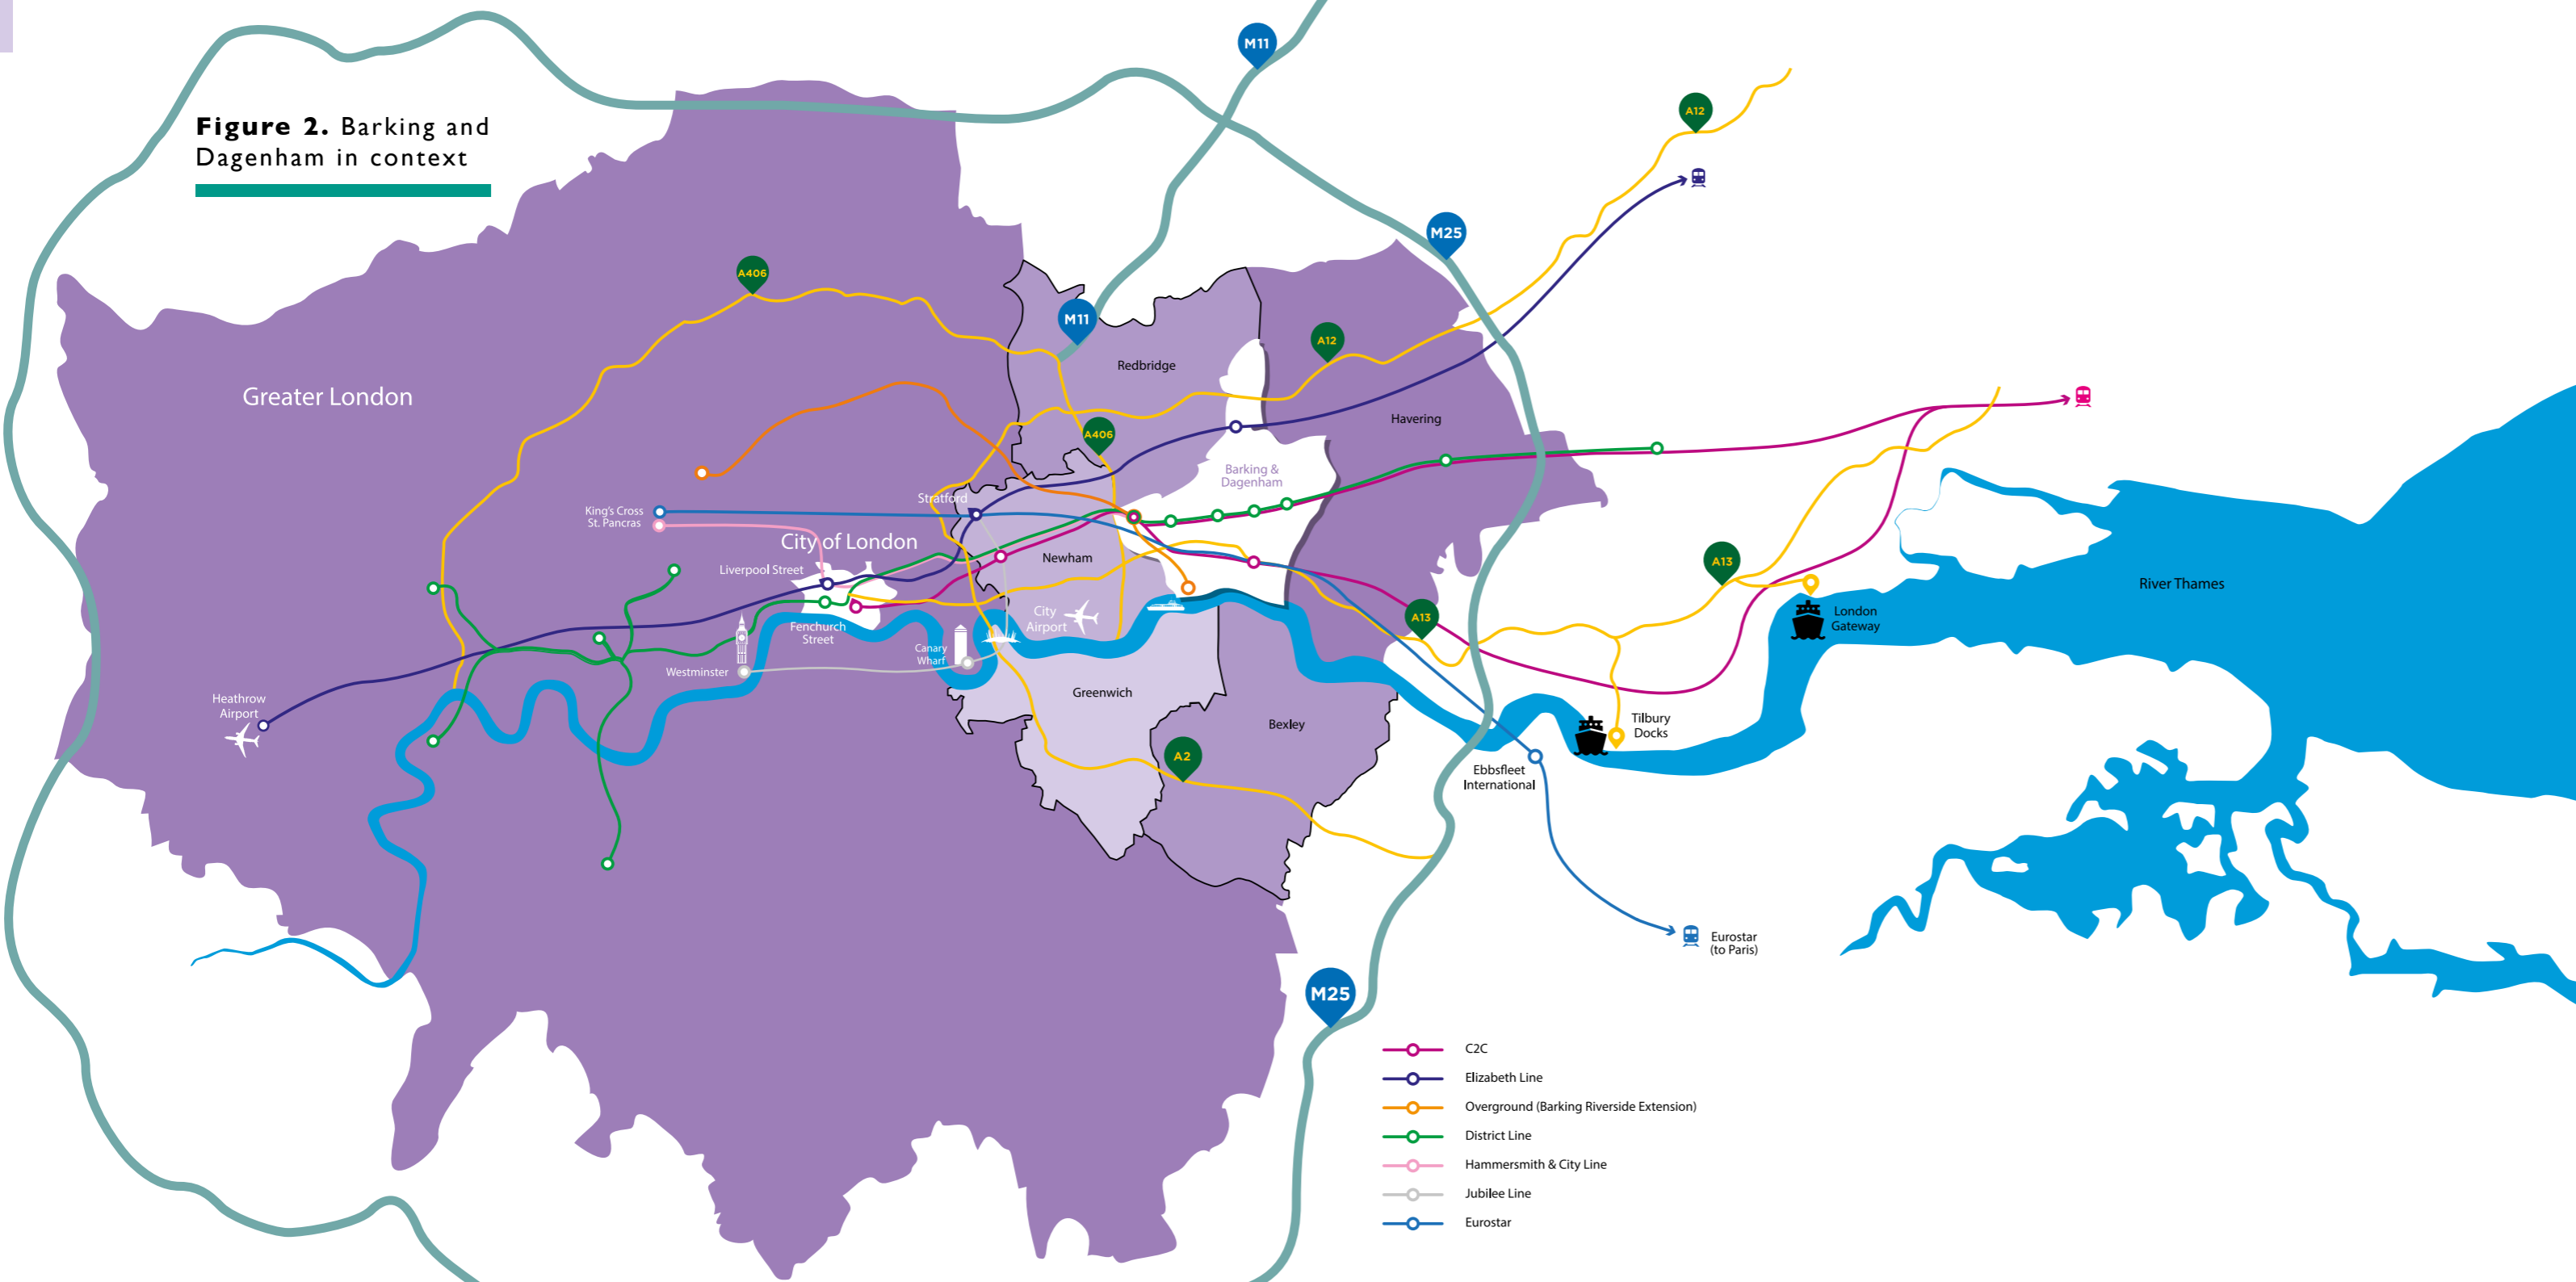 Figure 2. Barking and
Dagenham in context
M11
A12
M25
A406
M11
A12
Redbridge
Greater London
Havering
A406
Barking &
Dagenham
Stratford
King's Cross
St. Pancras
City of London
Newham
Liverpool Street
A13
River Thames
City
Airport
London
Gateway
A13
Fenchurch
Street
Canary
Wharf
Westminster
Greenwich
Heathrow
Airport
Bexley
Tilbury
Docks
A2
Ebbsfleet
International
Eurostar
(to Paris)
M25
C2C
Elizabeth Line
Overground (Barking Riverside Extension)
District Line
Hammersmith & City Line
Jubilee Line
Eurostar